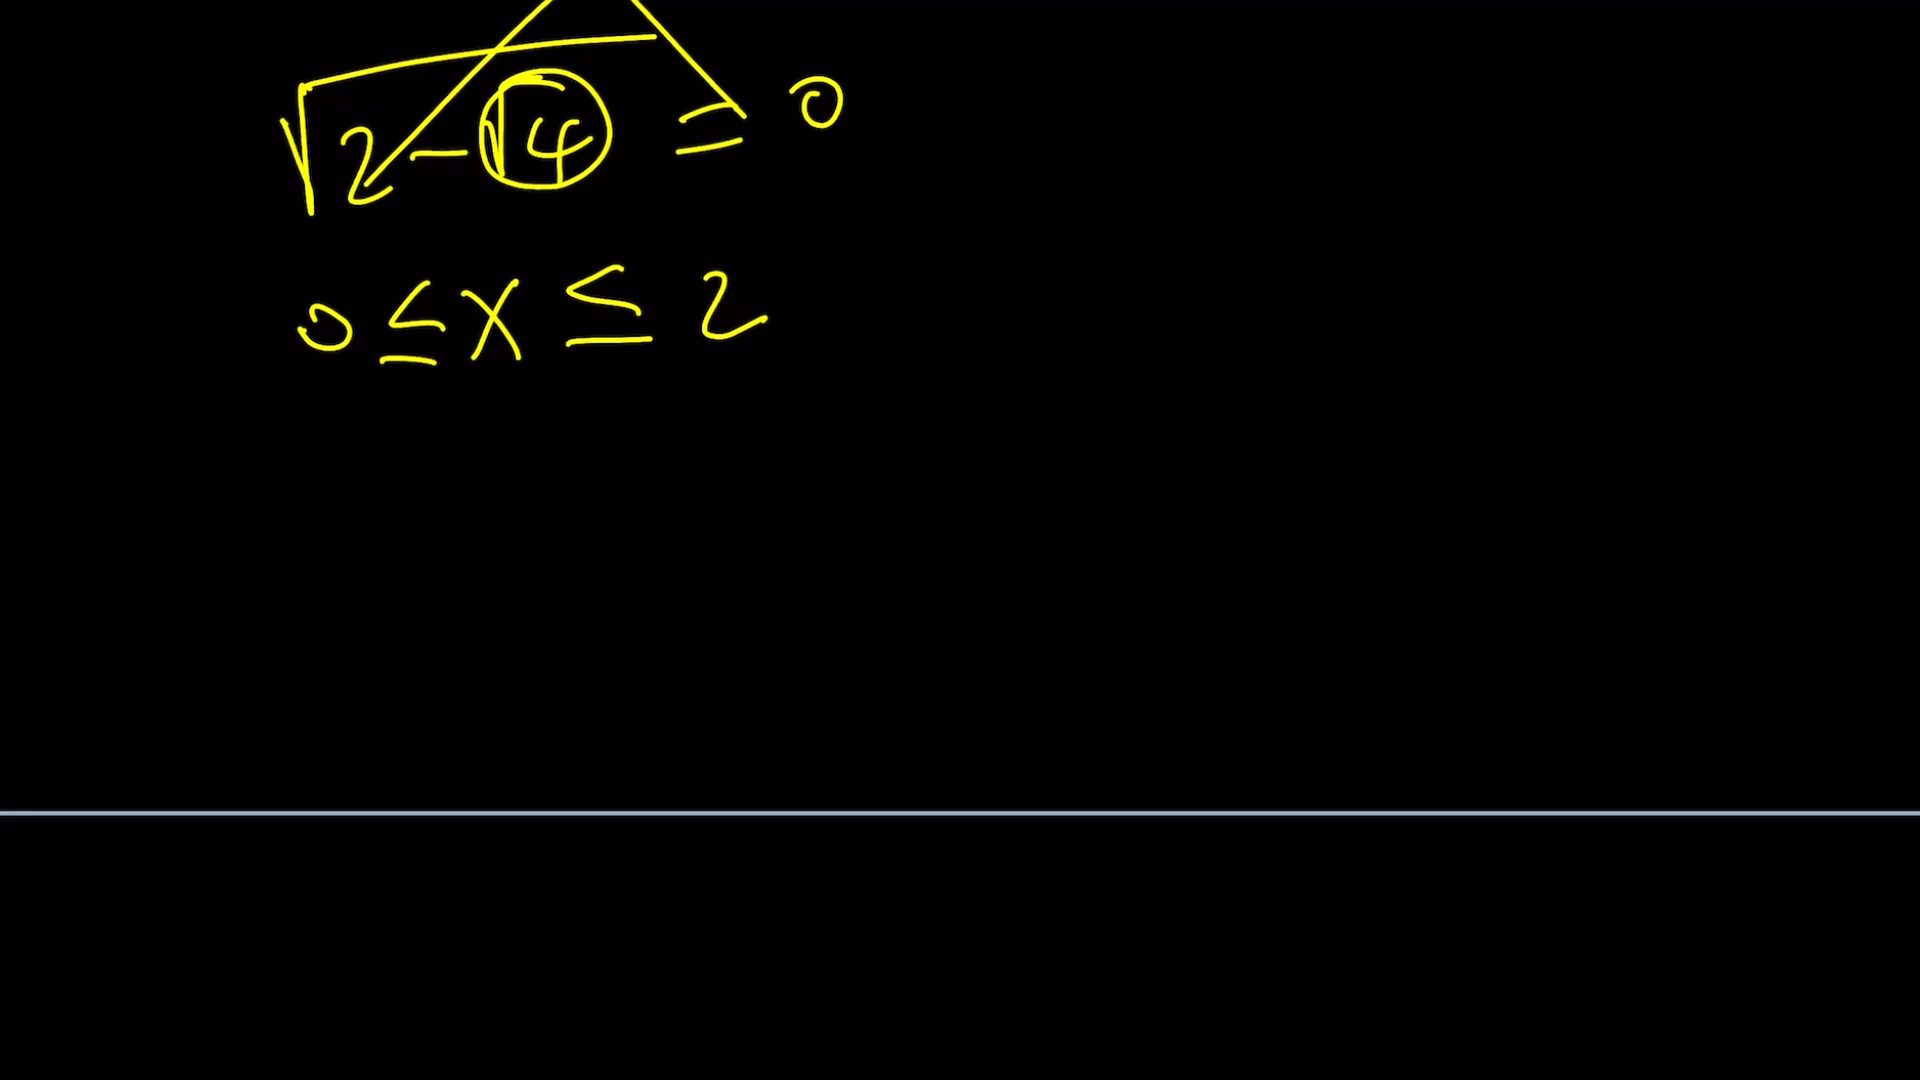 √(2-√4) = 0
0 ≤ x ≤ 2